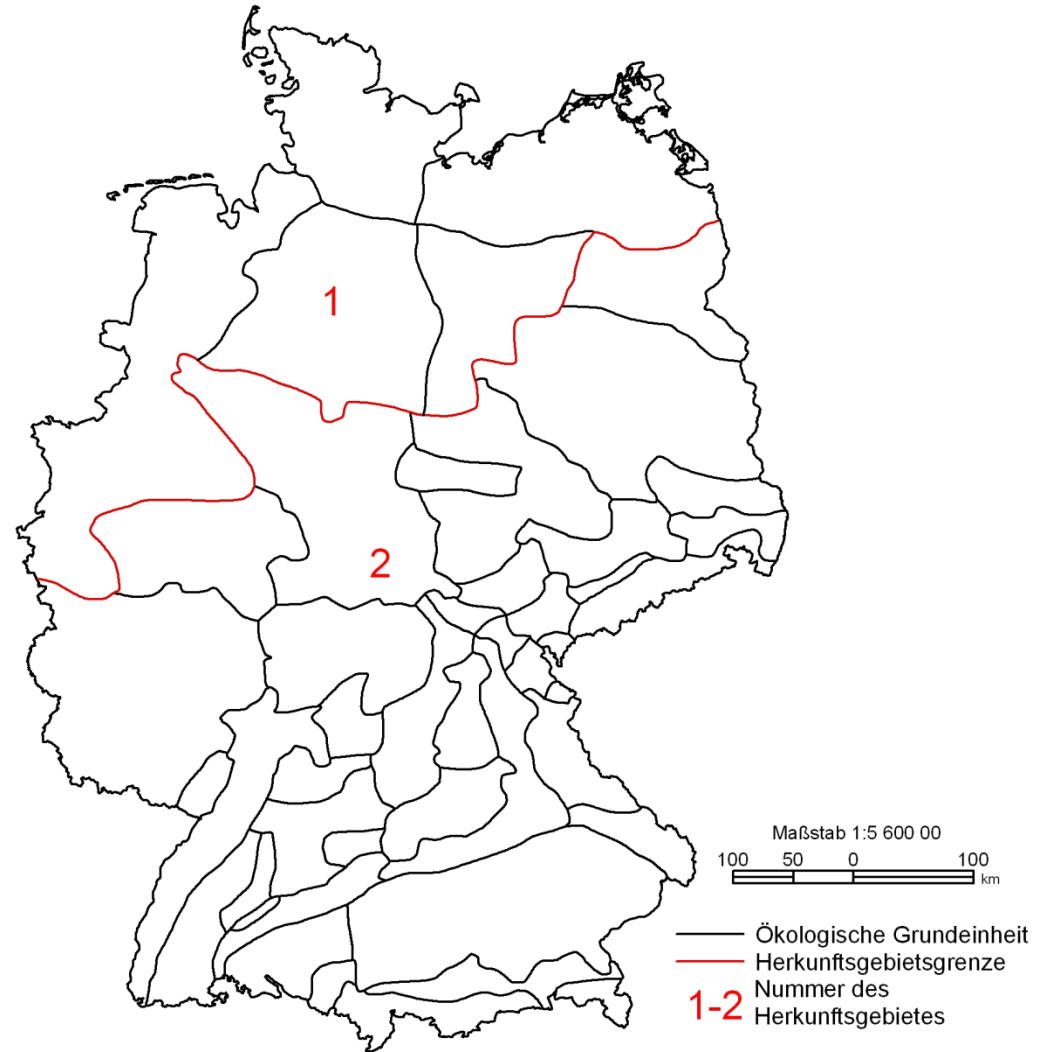 1
2
Maßstab 1:5 600 00
100 50 0 100
km
Ökologische Grundeinheit
Herkunftsgebietsgrenze
1-2 Nummer des
Herkunftsgebietes